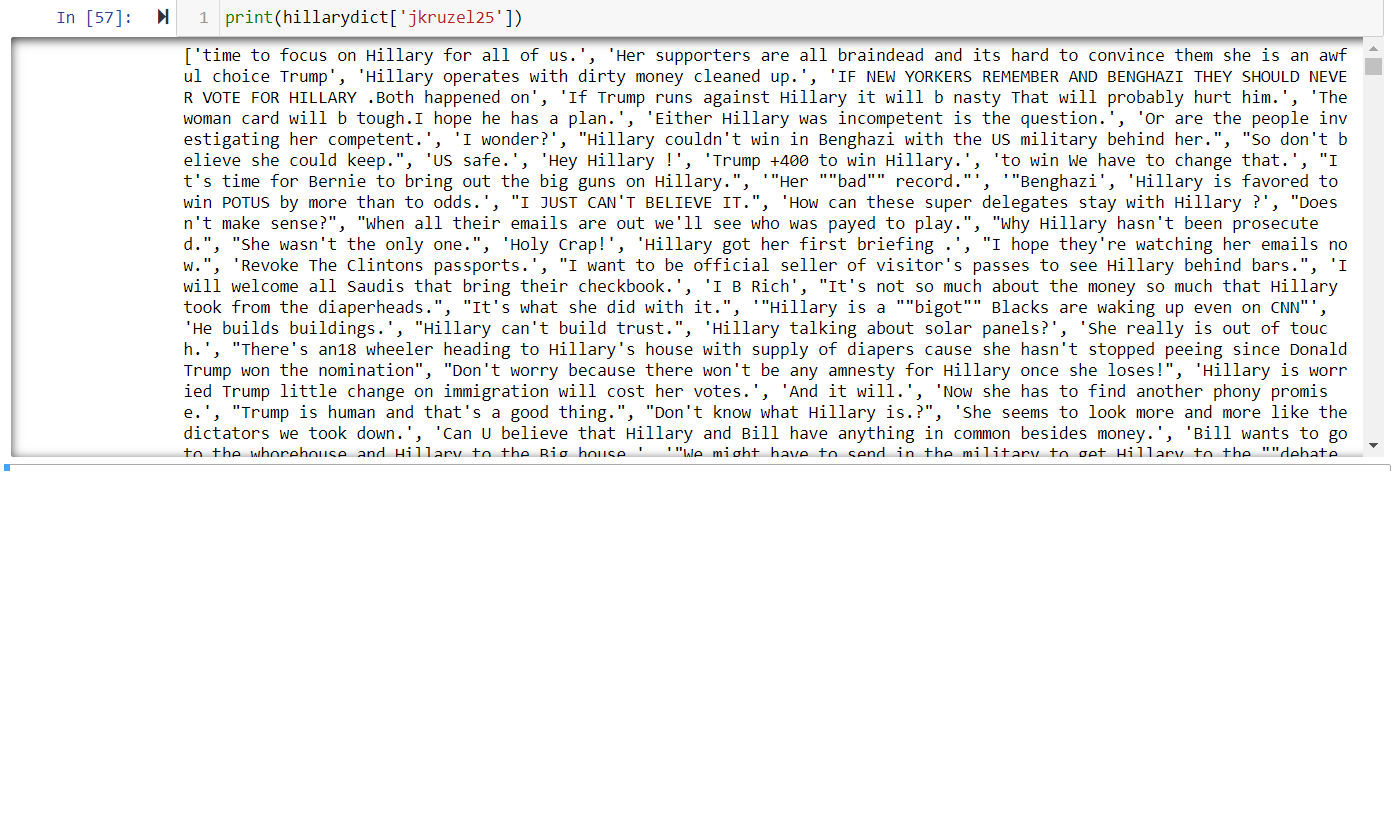 In [57]: 1 print(hillarydict['jkruzel25'])
['time to focus on Hillary for all of us.', 'Her supporters are all braindead and its hard to convince them she is an awf
ul choice Trump', 'Hillary operates with dirty money cleaned up.', 'IF NEW YORKERS REMEMBER AND BENGHAZI THEY SHOULD NEVE
R VOTE FOR HILLARY .Both happened on', 'If Trump runs against Hillary it will b nasty That will probably hurt him.', 'The
woman card will b tough.I hope he has a plan.', 'Either Hillary was incompetent is the question.', 'Or are the people inv
estigating her competent.', 'I wonder?', "Hillary couldn't win in Benghazi with the US military behind her.", "So don't b
elieve she could keep.", 'US safe.', 'Hey Hillary !', 'Trump +400 to win Hillary.', 'to win We have to change that.', "I
t's time for Bernie to bring out the big guns on Hillary.", '"Her ""bad"" record."', '"Benghazi', 'Hillary is favored to
win POTUS by more than to odds.', "I JUST CAN'T BELIEVE IT.", 'How can these super delegates stay with Hillary ?', "Does
n't make sense?", "When all their emails are out we'll see who was payed to play.", "Why Hillary hasn't been prosecute
d.", "She wasn't the only one.", 'Holy Crap!', 'Hillary got her first briefing .', "I hope they're watching her emails no
w.", 'Revoke The Clintons passports.', "I want to be official seller of visitor's passes to see Hillary behind bars.", 'I
will welcome all Saudis that bring their checkbook.', 'I B Rich', "It's not so much about the money so much that Hillary
took from the diaperheads.", "It's what she did with it.", '"Hillary is a ""bigot"" Blacks are waking up even on CNN"',
'He builds buildings.', "Hillary can't build trust.", 'Hillary talking about solar panels?', 'She really is out of touc
h.', "There's an18 wheeler heading to Hillary's house with supply of diapers cause she hasn't stopped peeing since Donald
Trump won the nomination", "Don't worry because there won't be any amnesty for Hillary once she loses!", 'Hillary is worr
ied Trump little change on immigration will cost her votes.', 'And it will.', 'Now she has to find another phony promis
e.', "Trump is human and that's a good thing.", "Don't know what Hillary is.?", 'She seems to look more and more like the
dictators we took down.', 'Can U believe that Hillary and Bill have anything in common besides money.', 'Bill wants to go
to the whorehouse and Hillary to the Big house.', '"We might have to send in the military to get Hillary to the ""debate